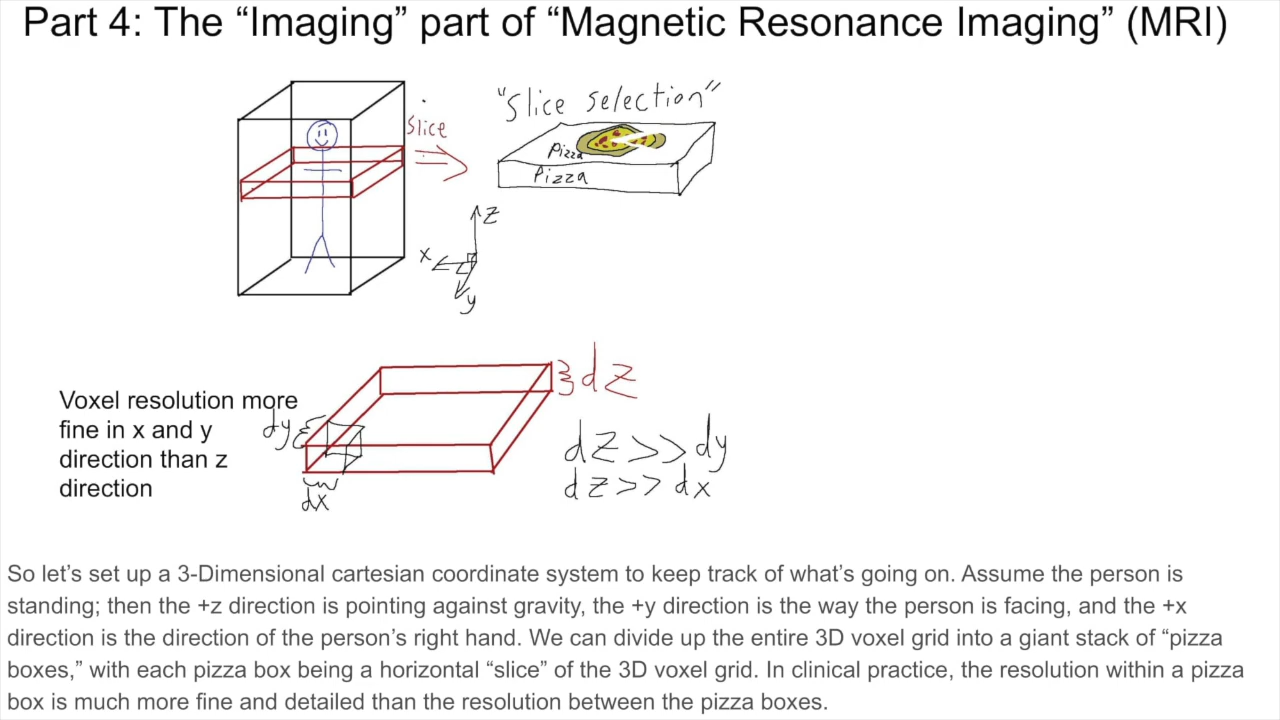 Part 4: The “Imaging” part of “Magnetic Resonance Imaging” (MRI)
slice
"Slice selection"
Pizza
Pizza
z
x
y
dz
Voxel resolution more
fine in x and y
direction than z
direction
dy
dx
dz >> dy
dz >> dx
So let’s set up a 3-Dimensional cartesian coordinate system to keep track of what’s going on. Assume the person is
standing; then the +z direction is pointing against gravity, the +y direction is the way the person is facing, and the +x
direction is the direction of the person’s right hand. We can divide up the entire 3D voxel grid into a giant stack of “pizza
boxes,” with each pizza box being a horizontal “slice” of the 3D voxel grid. In clinical practice, the resolution within a pizza
box is much more fine and detailed than the resolution between the pizza boxes.